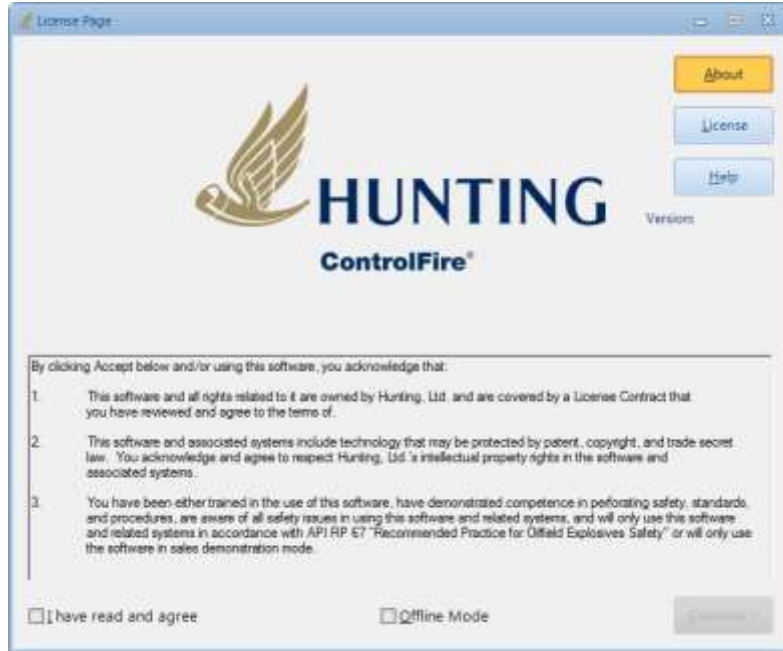 License Page
About
License
Help
HUNTING
Version:
ControlFire®
By clicking Accept below and/or using this software, you acknowledge that:
1. This software and all rights related to it are owned by Hunting, Ltd. and are covered by a License Contract that
you have reviewed and agree to the terms of.
2. This software and associated systems include technology that may be protected by patent, copyright, and trade secret
law. You acknowledge and agree to respect Hunting, Ltd.'s intellectual property rights in the software and
associated systems.
3. You have been either trained in the use of this software, have demonstrated competence in perforating safety, standards,
and procedures, are aware of all safety issues in using this software and related systems, and will only use this software
and related systems in accordance with API RP 67 "Recommended Practice for Oilfield Explosives Safety" or will only use
the software in sales demonstration mode.
I have read and agree
Offline Mode